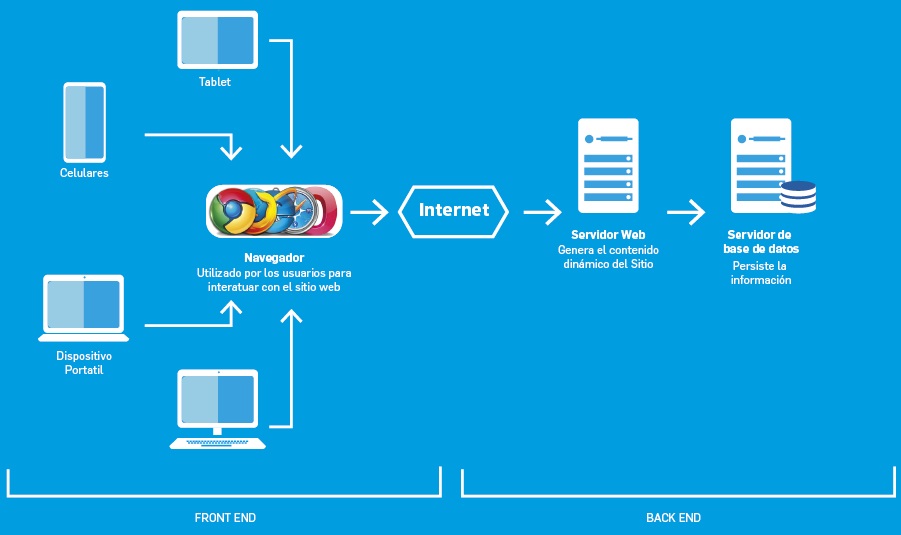 Tablet
Celulares
Internet
Navegador
Utilizado por los usuarios para
interatuar con el sitio web
Servidor Web
Genera el contenido
dinámico del Sitio
Servidor de
base de datos
Persiste la
información
Dispositivo
Portatil
FRONT END
BACK END